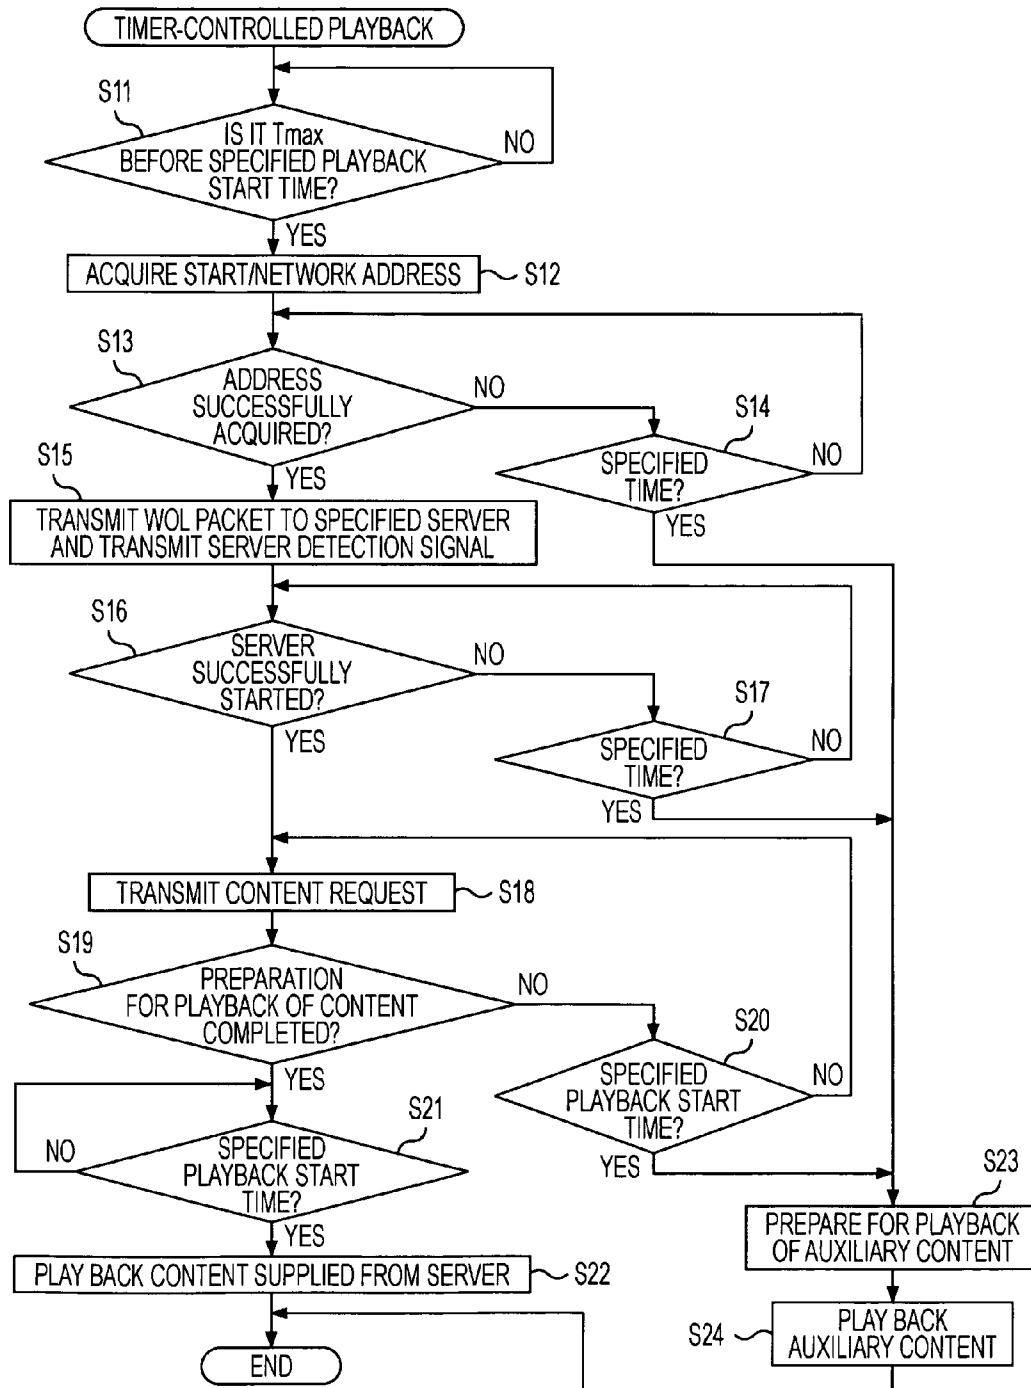 TIMER-CONTROLLED PLAYBACK
S11
IS IT Tmax
BEFORE SPECIFIED PLAYBACK
START TIME?
NO
YES
ACQUIRE START/NETWORK ADDRESS
S12
S13
ADDRESS
SUCCESSFULLY
ACQUIRED?
NO
YES
S14
SPECIFIED
TIME?
NO
YES
S15
TRANSMIT WOL PACKET TO SPECIFIED SERVER
AND TRANSMIT SERVER DETECTION SIGNAL
S16
SERVER
SUCCESSFULLY
STARTED?
NO
YES
S17
SPECIFIED
TIME?
NO
YES
TRANSMIT CONTENT REQUEST
S18
S19
PREPARATION
FOR PLAYBACK OF CONTENT
COMPLETED?
NO
YES
S20
SPECIFIED
PLAYBACK START
TIME?
NO
YES
S21
SPECIFIED
PLAYBACK START
TIME?
NO
YES
PLAY BACK CONTENT SUPPLIED FROM SERVER
S22
S23
PREPARE FOR PLAYBACK
OF AUXILIARY CONTENT
S24
PLAY BACK
AUXILIARY CONTENT
END